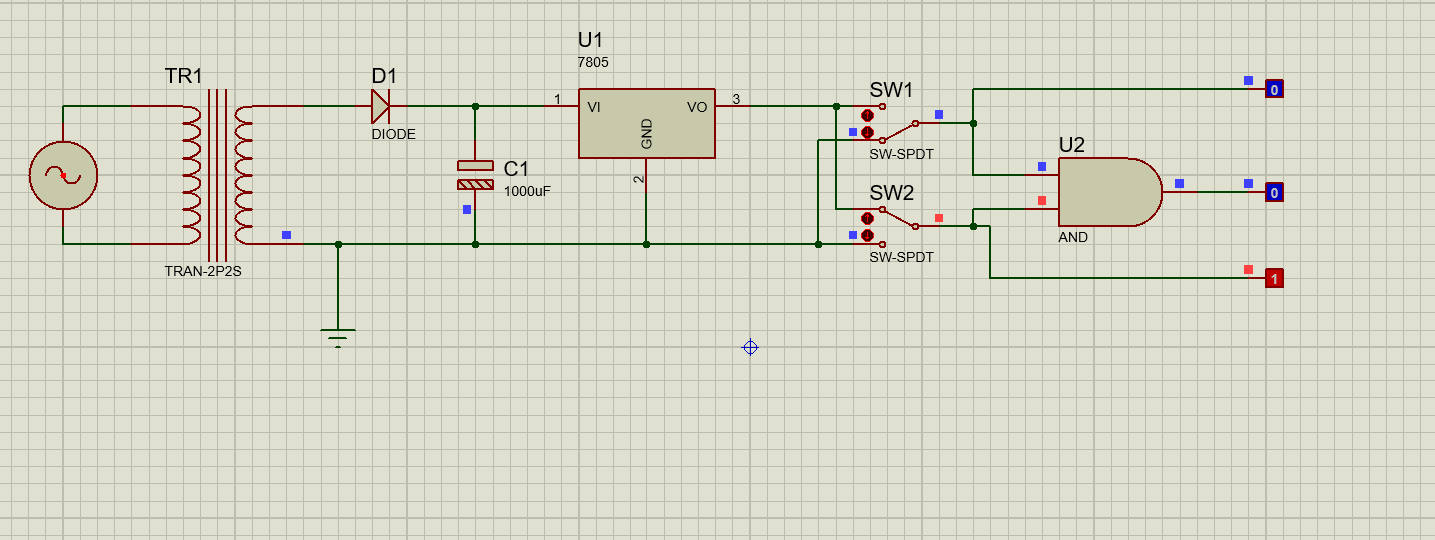 TR1
TRAN-2P2S
D1
DIODE
C1
1000uF
U1
7805
1
VI
VO
3
GND
2
SW1
SW-SPDT
SW2
SW-SPDT
U2
AND
0
0
1